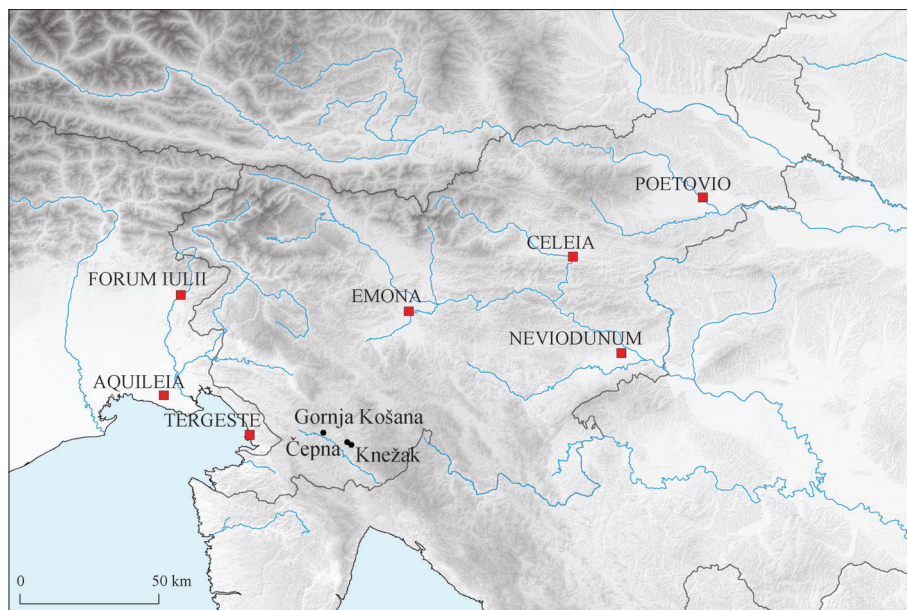 POETOVIO
CELEIA
FORUM IULII
EMONA
NEVIODUNUM
AQUILEIA
TERGESTE
Gornja Košana
Čepna
Knežak
0 50 km